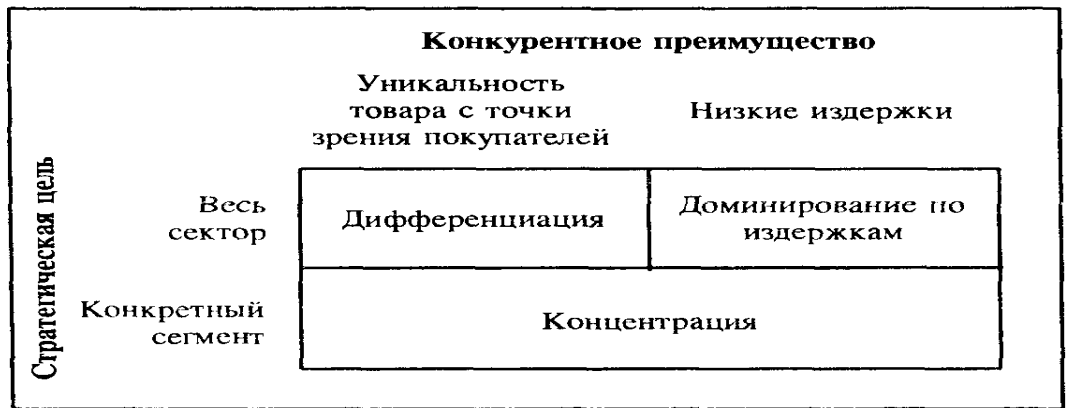 Конкурентное преимущество
Уникальность
товара с точки
зрения покупателей
Низкие издержки
Стратегическая цель
Весь
сектор
Дифференциация
Доминирование по
издержкам
Конкретный
сегмент
Концентрация